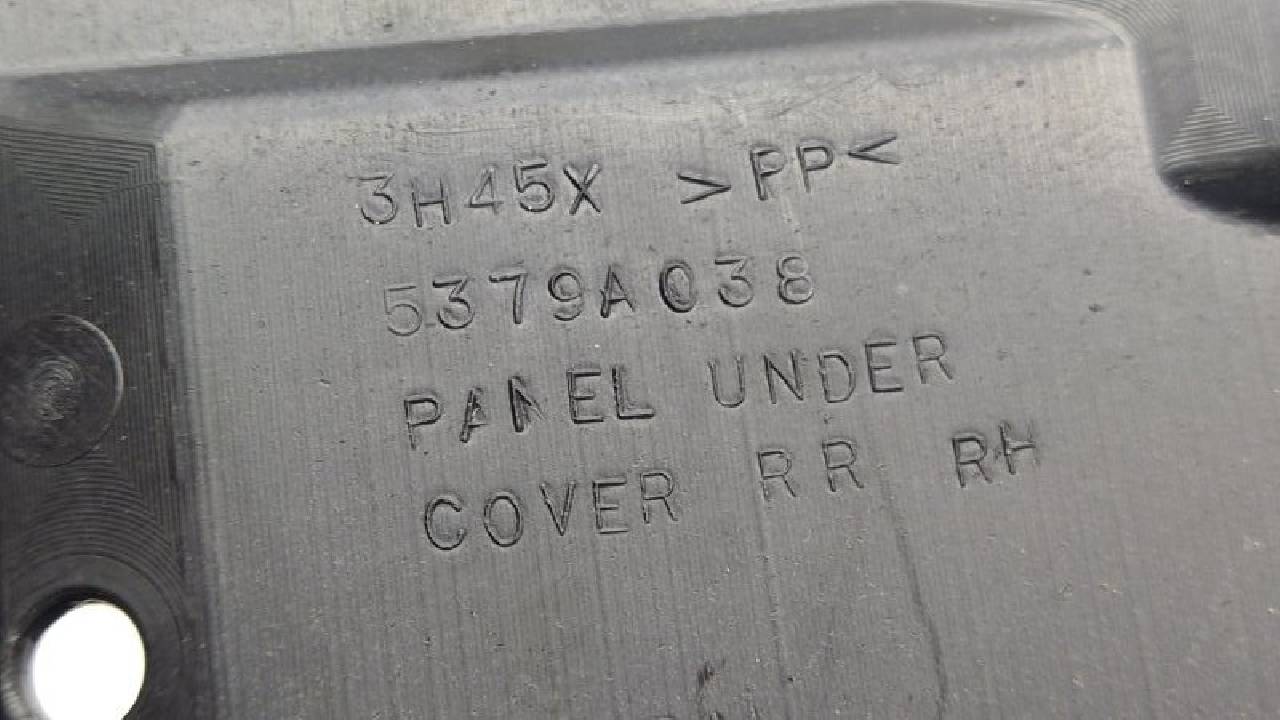 3H45X >PP<
5379A038
PANEL UNDER
COVER RR RH